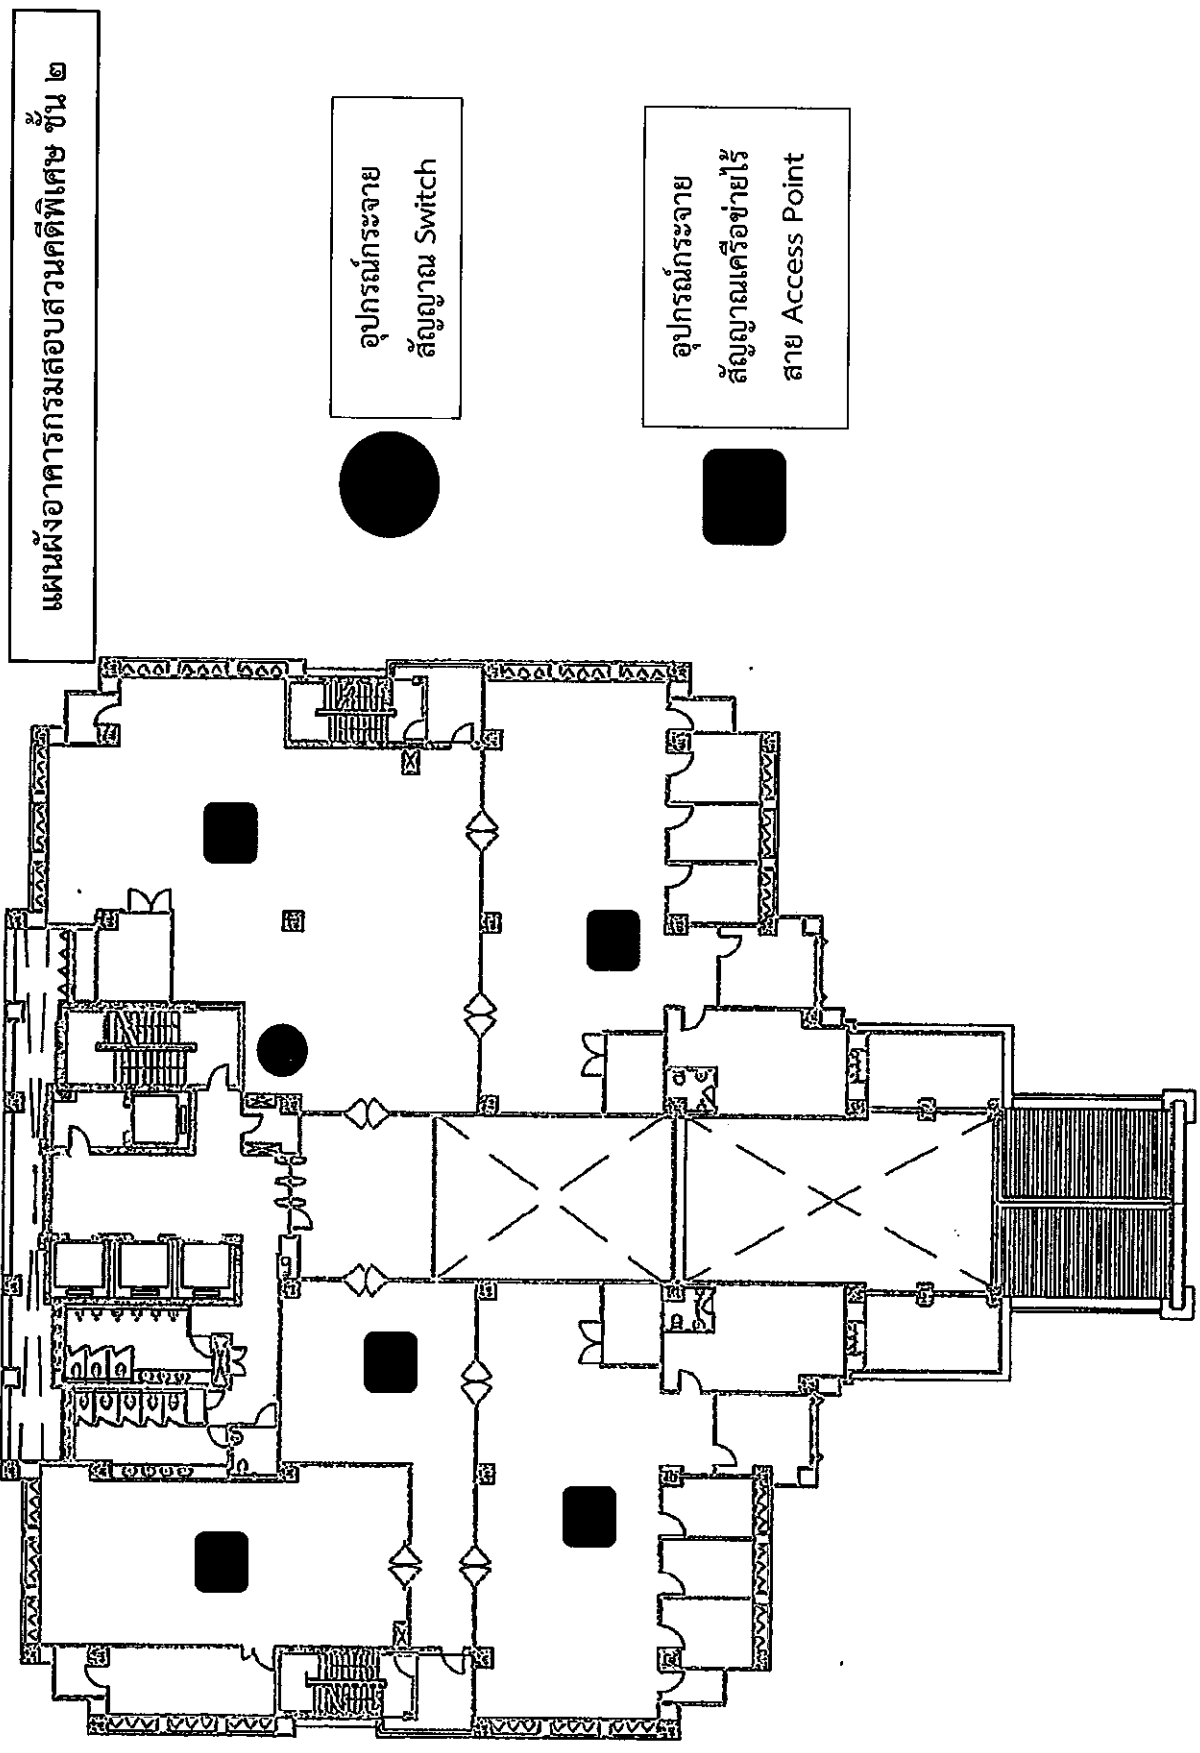 แผนผังอาคารกรมสอบสวนคดีพิเศษ ชั้น ๒
อุปกรณ์กระจาย
สัญญาณ Switch
อุปกรณ์กระจาย
สัญญาณเครือข่ายไร้
สาย Access Point